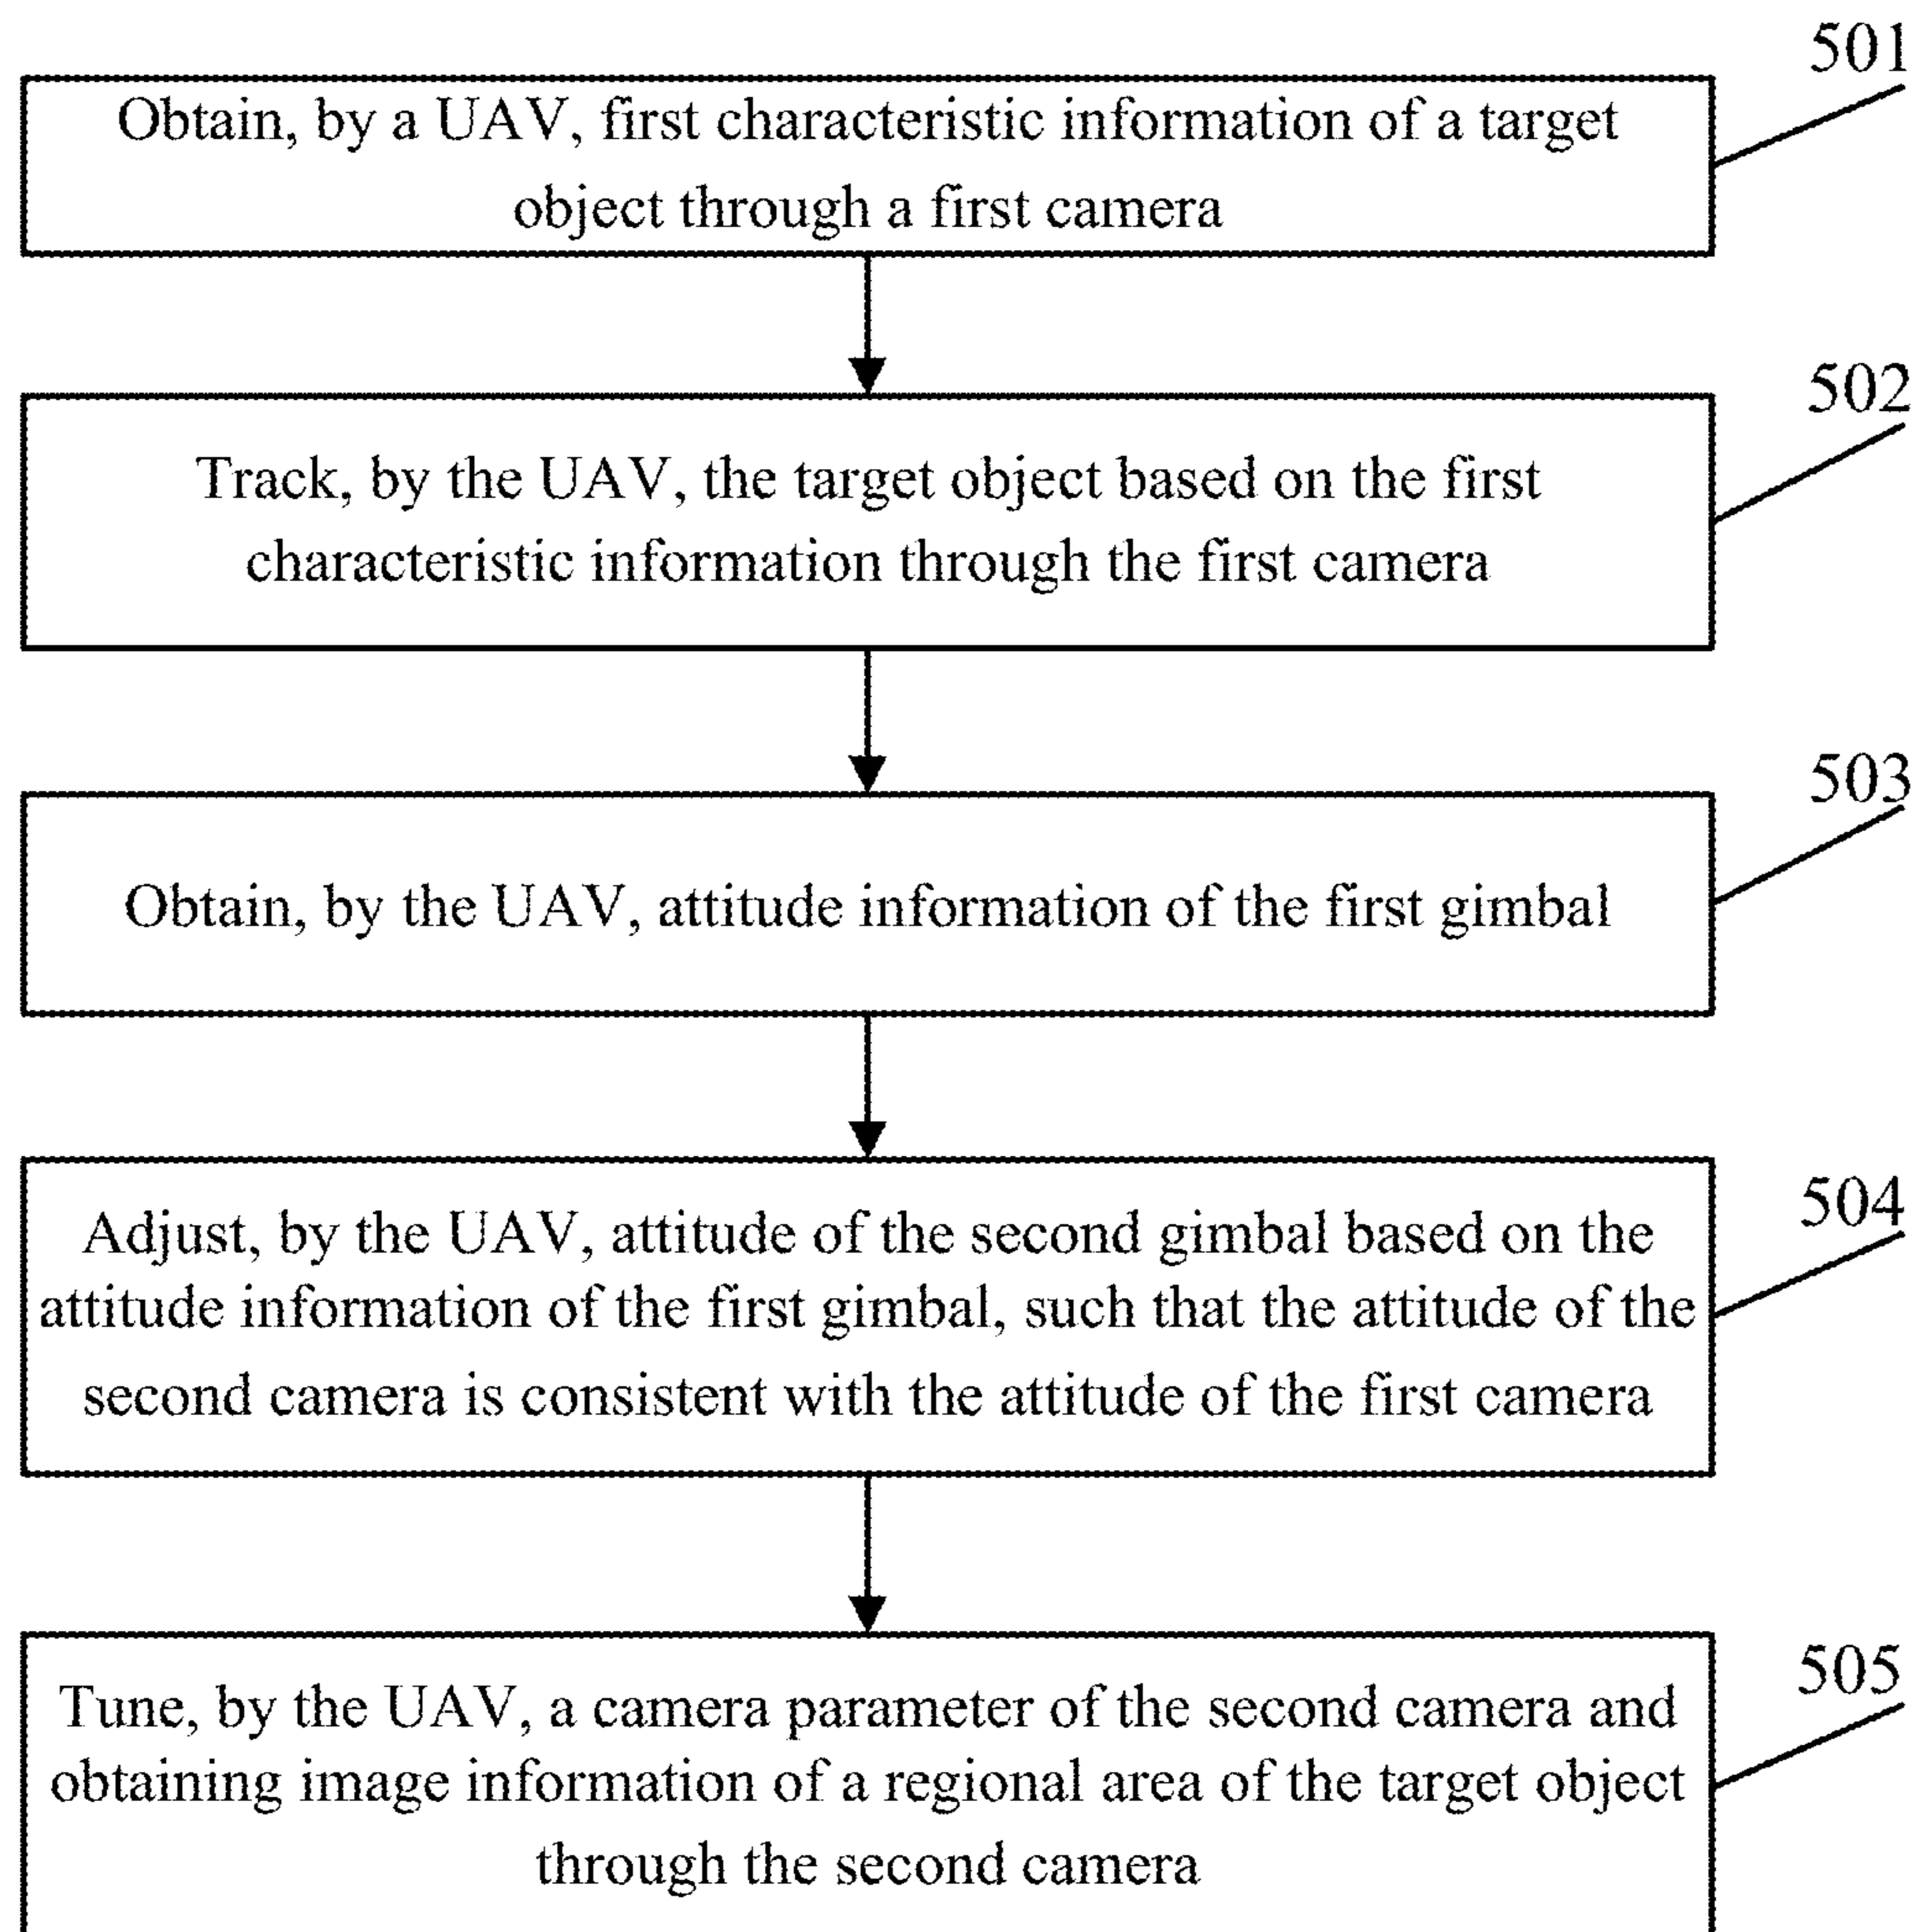 501
Obtain, by a UAV, first characteristic information of a target
object through a first camera
502
Track, by the UAV, the target object based on the first
characteristic information through the first camera
503
Obtain, by the UAV, attitude information of the first gimbal
504
Adjust, by the UAV, attitude of the second gimbal based on the
attitude information of the first gimbal, such that the attitude of the
second camera is consistent with the attitude of the first camera
505
Tune, by the UAV, a camera parameter of the second camera and
obtaining image information of a regional area of the target object
through the second camera